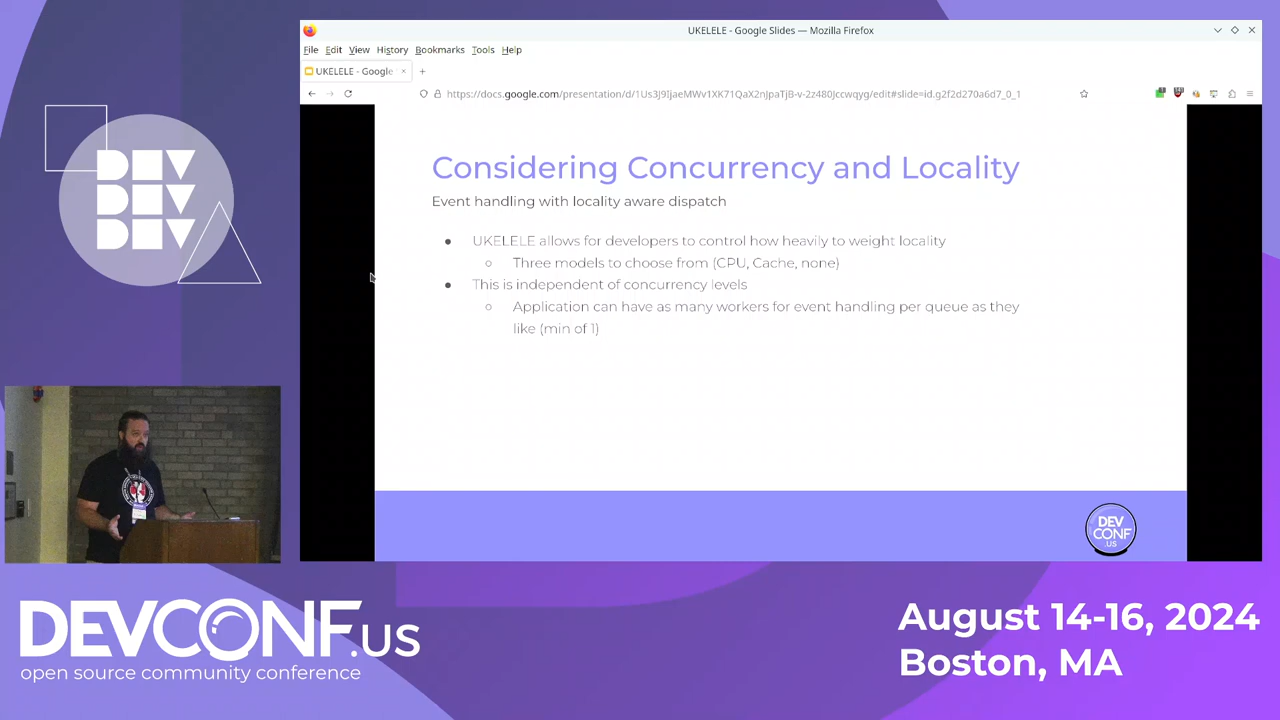 UKELELE - Google Slides — Mozilla Firefox
File Edit View History Bookmarks Tools Help
UKELELE - Google
https://docs.google.com/presentation/d/1Us3J9IjaeMWv1XK71QaX2nJpaTjB-v-2z480Jccwqyg/edit#slide=id.g2f2d270a6d7_0_1
DEV
DEV
DEV
Considering Concurrency and Locality
Event handling with locality aware dispatch
● UKELELE allows for developers to control how heavily to weight locality
○ Three models to choose from (CPU, Cache, none)
● This is independent of concurrency levels
○ Application can have as many workers for event handling per queue as they
like (min of 1)
DEV
CONF
.US
DEVCONF.us
open source community conference
August 14-16, 2024
Boston, MA